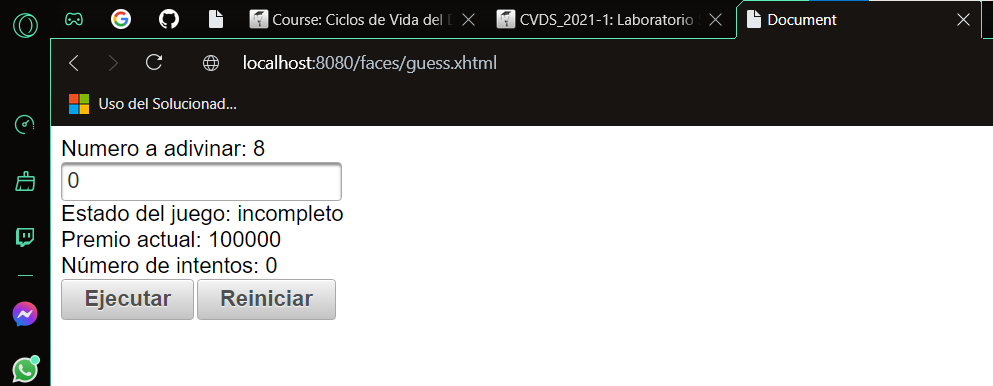 Course: Ciclos de Vida del
CVDS_2021-1: Laboratorio
Document
localhost:8080/faces/guess.xhtml
Uso del Solucionad...
Numero a adivinar: 8
0
Estado del juego: incompleto
Premio actual: 100000
Número de intentos: 0
Ejecutar Reiniciar